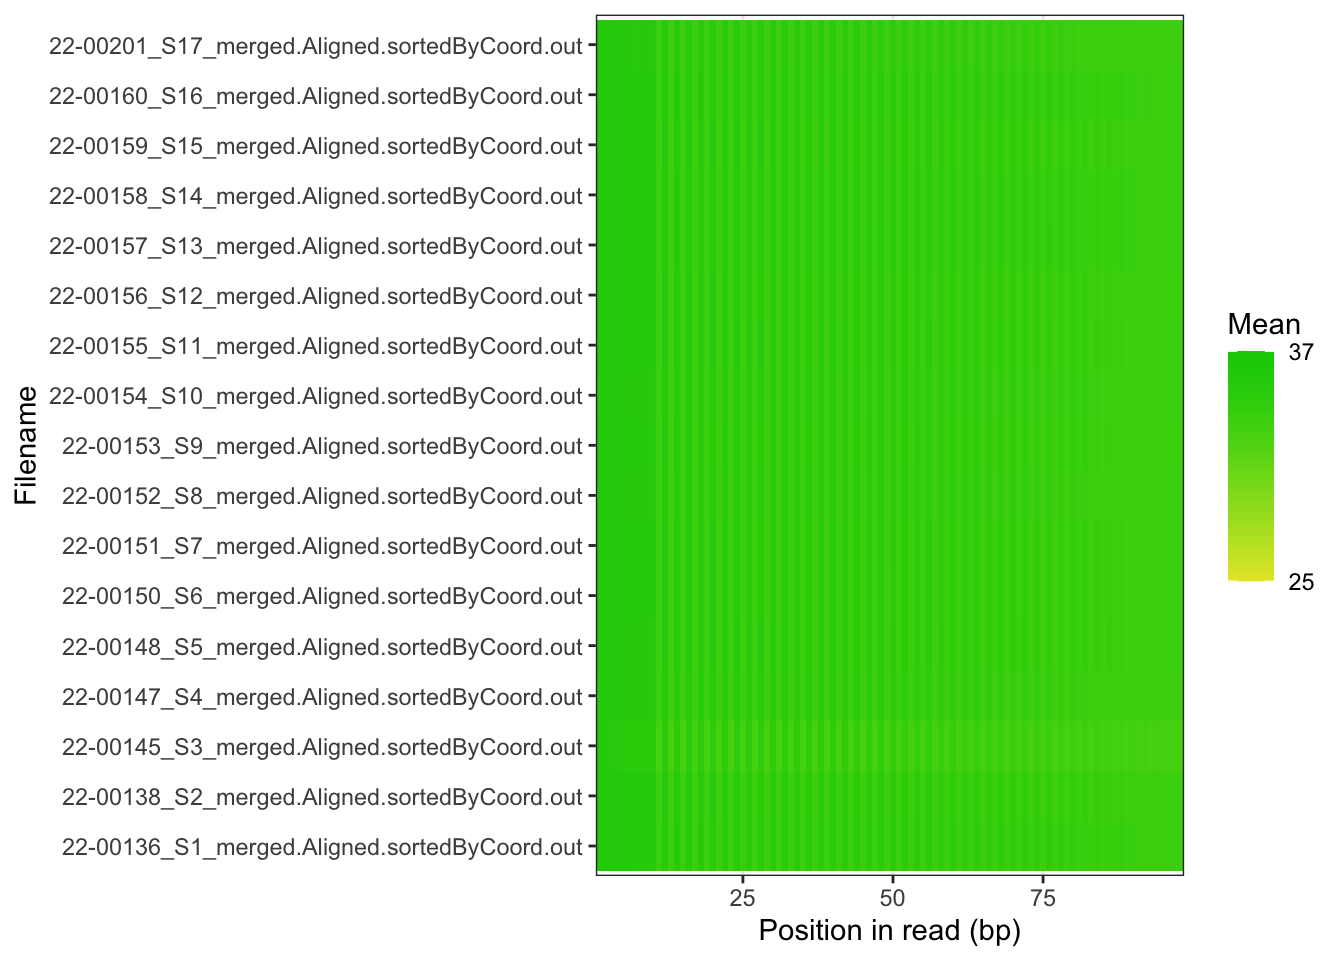 22-00201_S17_merged.Aligned.sortedByCoord.out
22-00160_S16_merged.Aligned.sortedByCoord.out
22-00159_S15_merged.Aligned.sortedByCoord.out
22-00158_S14_merged.Aligned.sortedByCoord.out
22-00157_S13_merged.Aligned.sortedByCoord.out
22-00156_S12_merged.Aligned.sortedByCoord.out
22-00155_S11_merged.Aligned.sortedByCoord.out
22-00154_S10_merged.Aligned.sortedByCoord.out
22-00153_S9_merged.Aligned.sortedByCoord.out
22-00152_S8_merged.Aligned.sortedByCoord.out
22-00151_S7_merged.Aligned.sortedByCoord.out
22-00150_S6_merged.Aligned.sortedByCoord.out
22-00148_S5_merged.Aligned.sortedByCoord.out
22-00147_S4_merged.Aligned.sortedByCoord.out
22-00145_S3_merged.Aligned.sortedByCoord.out
22-00138_S2_merged.Aligned.sortedByCoord.out
22-00136_S1_merged.Aligned.sortedByCoord.out
Filename
25 50 75
Position in read (bp)
Mean
37
25